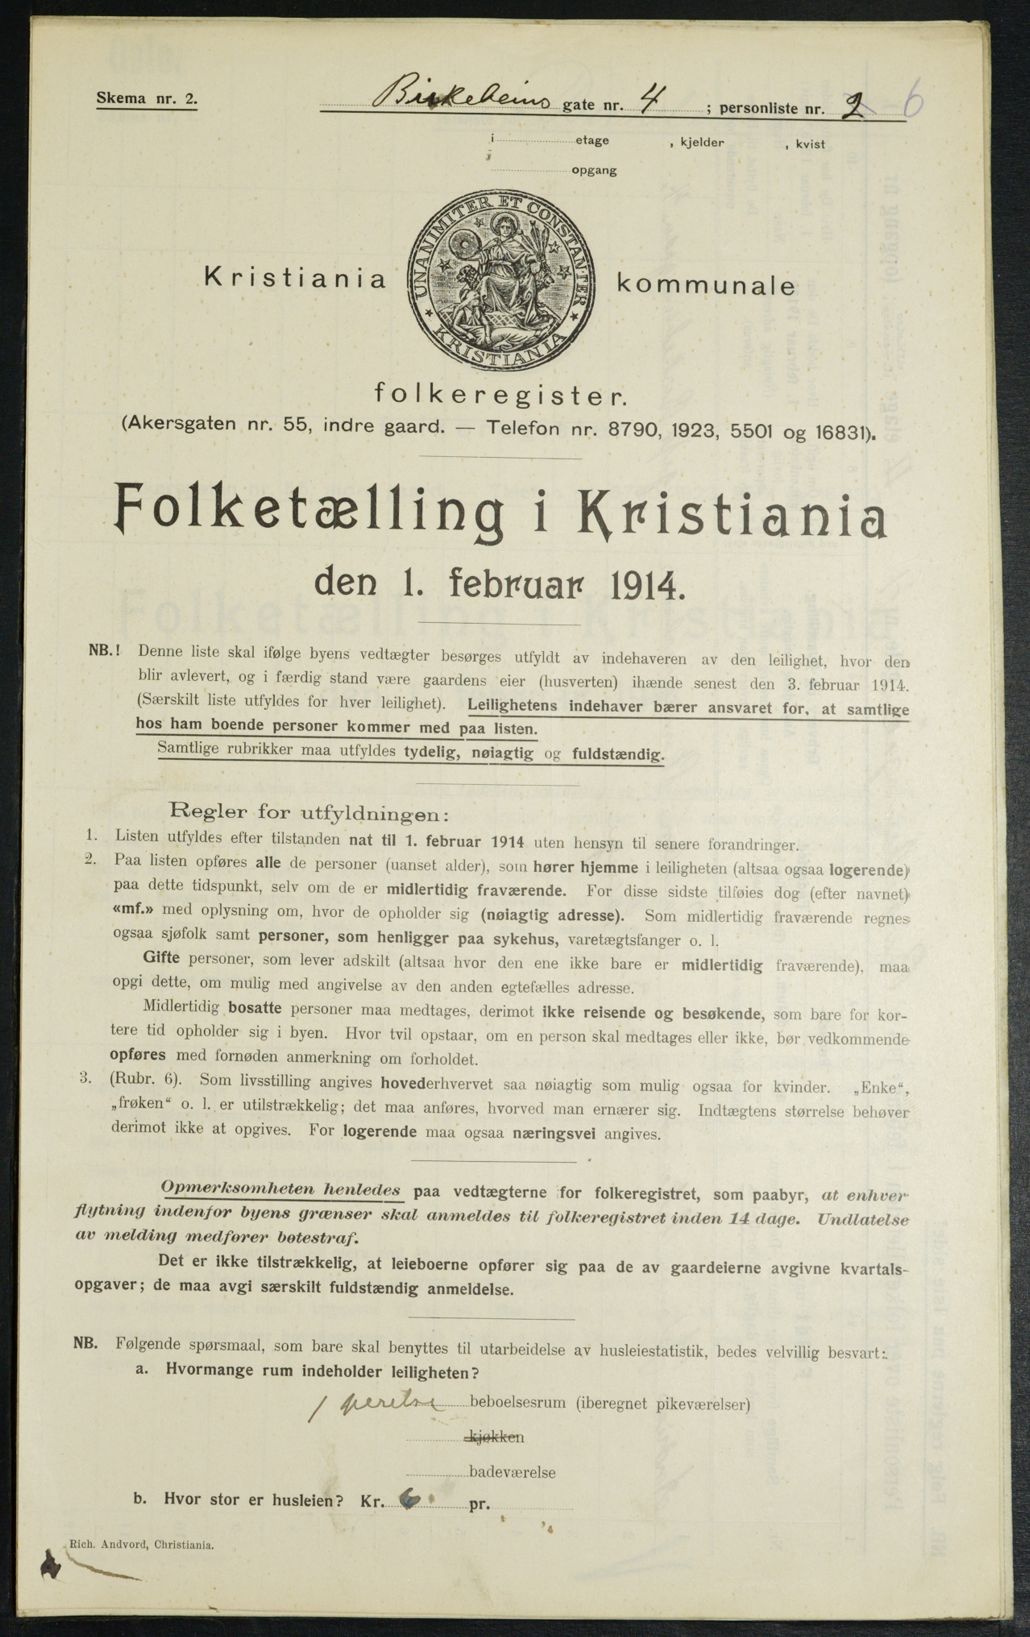 Skema nr. 2.
Birkebeins gate nr. 4 ; personliste nr. 2 6
i etage , kjelder , kvist
i opgang
UNANIMITER ET CONSTANTER
KRISTIANIA
Kristiania kommunale
folkeregister.
(Akersgaten nr. 55, indre gaard. — Telefon nr. 8790, 1923, 5501 og 16831).
Folketælling i Kristiania
den 1. februar 1914.
NB.! Denne liste skal ifølge byens vedtægter besørges utfyldt av indehaveren av den leilighet, hvor den
blir avlevert, og i færdig stand være gaardens eier (husverten) ihænde senest den 3. februar 1914.
(Særskilt liste utfyldes for hver leilighet). Leilighetens indehaver bærer ansvaret for, at samtlige
hos ham boende personer kommer med paa listen.
Samtlige rubrikker maa utfyldes tydelig, nøiagtig og fuldstændig.
Regler for utfyldningen:
1. Listen utfyldes efter tilstanden nat til 1. februar 1914 uten hensyn til senere forandringer.
2. Paa listen opføres alle de personer (uanset alder), som hører hjemme i leiligheten (altsaa ogsaa logerende)
paa dette tidspunkt, selv om de er midlertidig fraværende. For disse sidste tilføies dog (efter navnet)
«mf.» med oplysning om, hvor de opholder sig (nøiagtig adresse). Som midlertidig fraværende regnes
ogsaa sjøfolk samt personer, som henligger paa sykehus, varetægtsfanger o. l.
Gifte personer, som lever adskilt (altsaa hvor den ene ikke bare er midlertidig fraværende), maa
opgi dette, om mulig med angivelse av den anden egtefælles adresse.
Midlertidig bosatte personer maa medtages, derimot ikke reisende og besøkende, som bare for kor-
tere tid opholder sig i byen. Hvor tvil opstaar, om en person skal medtages eller ikke, bør vedkommende
opføres med fornøden anmerkning om forholdet.
3. (Rubr. 6). Som livsstilling angives hovederhvervet saa nøiagtig som mulig ogsaa for kvinder. „Enke“,
„frøken“ o. l. er utilstrækkelig; det maa anføres, hvorved man ernærer sig. Indtægtens størrelse behøver
derimot ikke at opgives. For logerende maa ogsaa næringsvei angives.
Opmerksomheten henledes paa vedtægterne for folkeregistret, som paabyr, at enhver
flytning indenfor byens grænser skal anmeldes til folkeregistret inden 14 dage. Undlatelse
av melding medfører bøtestraf.
Det er ikke tilstrækkelig, at leieboerne opfører sig paa de av gaardeierne avgivne kvartals-
opgaver; de maa avgi særskilt fuldstændig anmeldelse.
NB. Følgende spørsmaal, som bare skal benyttes til utarbeidelse av husleiestatistik, bedes velvillig besvart:
a. Hvormange rum indeholder leiligheten?
1 beboelsesrum (iberegnet pikeværelser)
kjøkken
badeværelse
b. Hvor stor er husleien? Kr. 6 pr.
Rich. Andvord, Christiania.